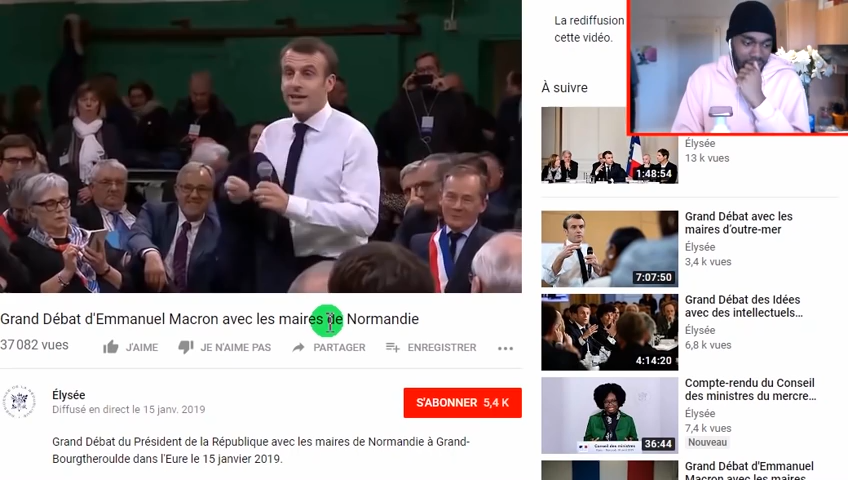 La rediffusion
cette vidéo.
À suivre
Élysée
13 k vues
1:48:54
Grand Débat avec les
maires d'outre-mer
Élysée
3,4 k vues
7:07:50
Grand Débat des Idées
avec des intellectuels...
Élysée
6,8 k vues
4:14:20
Compte-rendu du Conseil
des ministres du mercre...
Élysée
7,4 k vues
Nouveau
36:44
Grand Débat d'Emmanuel
Macron avec les maires
Grand Débat d'Emmanuel Macron avec les maires de Normandie
37 082 vues
J'AIME
JE N'AIME PAS
PARTAGER
ENREGISTRER
Élysée
Diffusé en direct le 15 janv. 2019
S'ABONNER 5,4 K
Grand Débat du Président de la République avec les maires de Normandie à Grand-
Bourgtheroulde dans l'Eure le 15 janvier 2019.